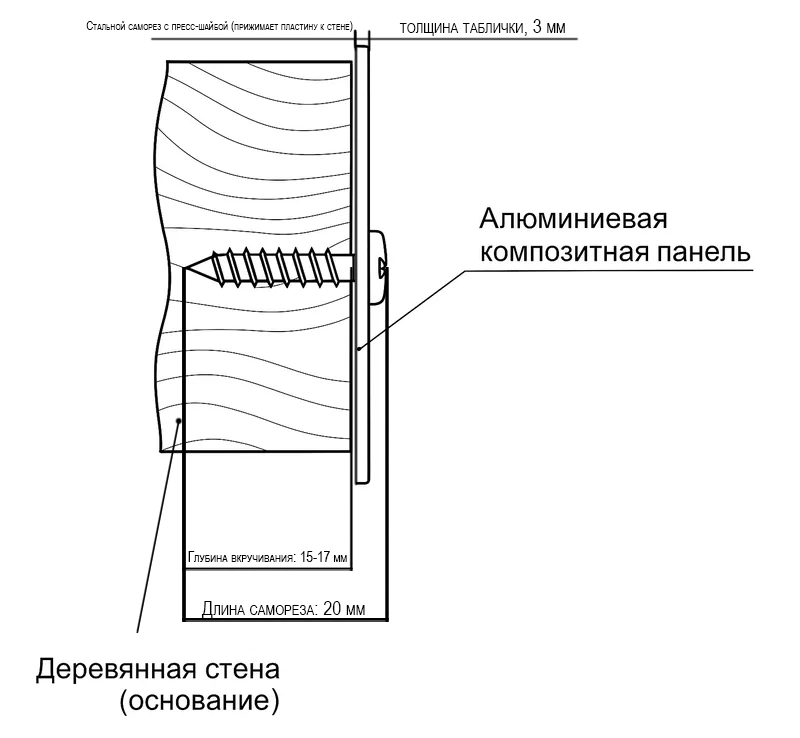 Стальной саморез с пресс-шайбой (прижимает пластину к стене)
толщина таблички, 3 мм
Алюминиевая
композитная панель
Глубина вкручивания: 15-17 мм
Длина самореза: 20 мм
Деревянная стена
(основание)